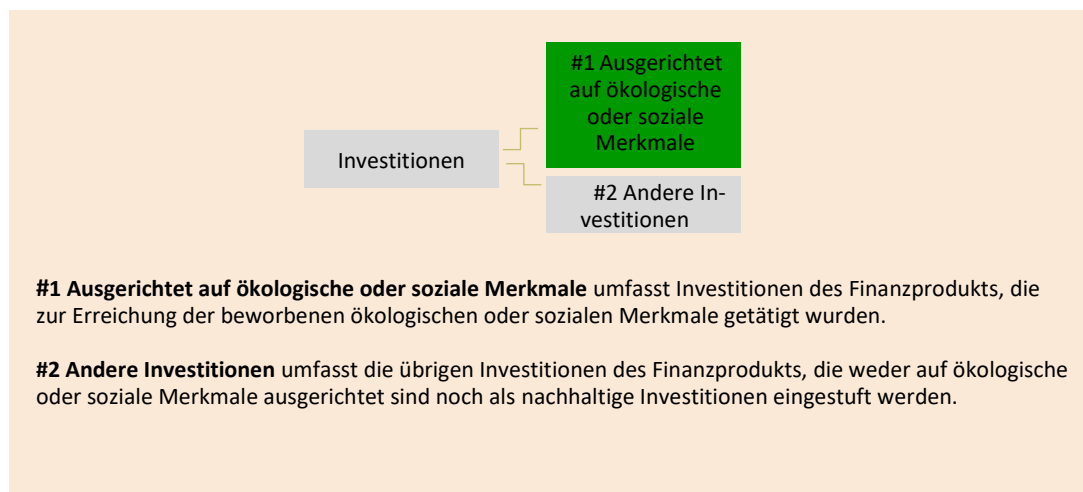 #1 Ausgerichtet
auf ökologische
oder soziale
Merkmale
Investitionen
#2 Andere In-
vestitionen
#1 Ausgerichtet auf ökologische oder soziale Merkmale umfasst Investitionen des Finanzprodukts, die
zur Erreichung der beworbenen ökologischen oder sozialen Merkmale getätigt wurden.
#2 Andere Investitionen umfasst die übrigen Investitionen des Finanzprodukts, die weder auf ökologische
oder soziale Merkmale ausgerichtet sind noch als nachhaltige Investitionen eingestuft werden.